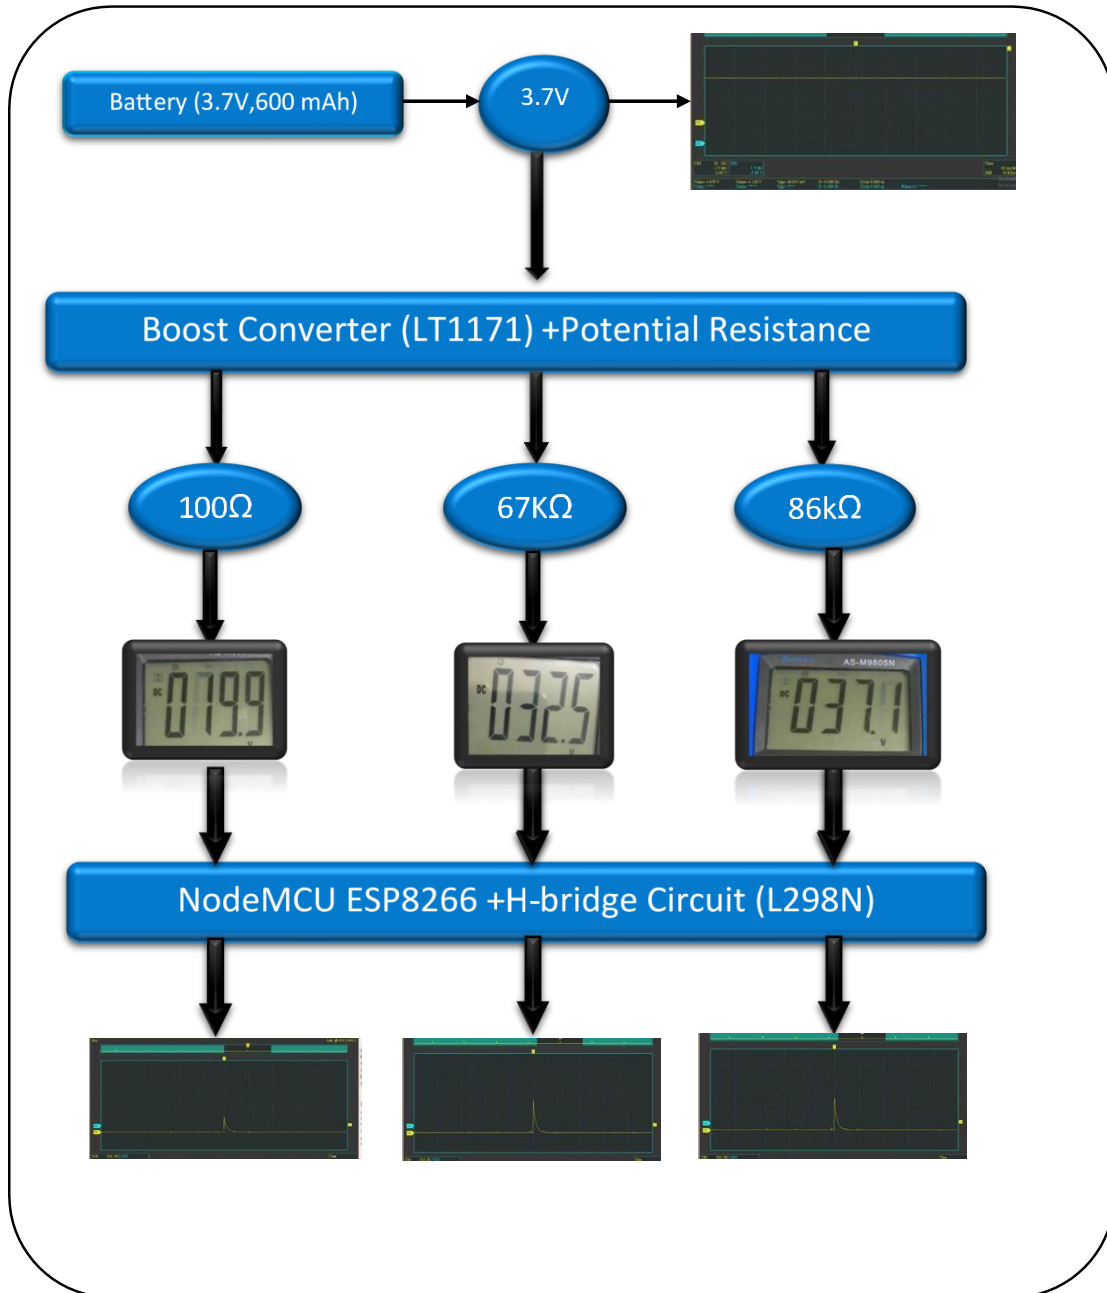 Battery (3.7V,600 mAh)
3.7V
Boost Converter (LT1171) +Potential Resistance
100Ω
67KΩ
86kΩ
DC
019.9
V
DC
032.5
V
AS-M9805N
DC
037.1
V
NodeMCU ESP8266 +H-bridge Circuit (L298N)